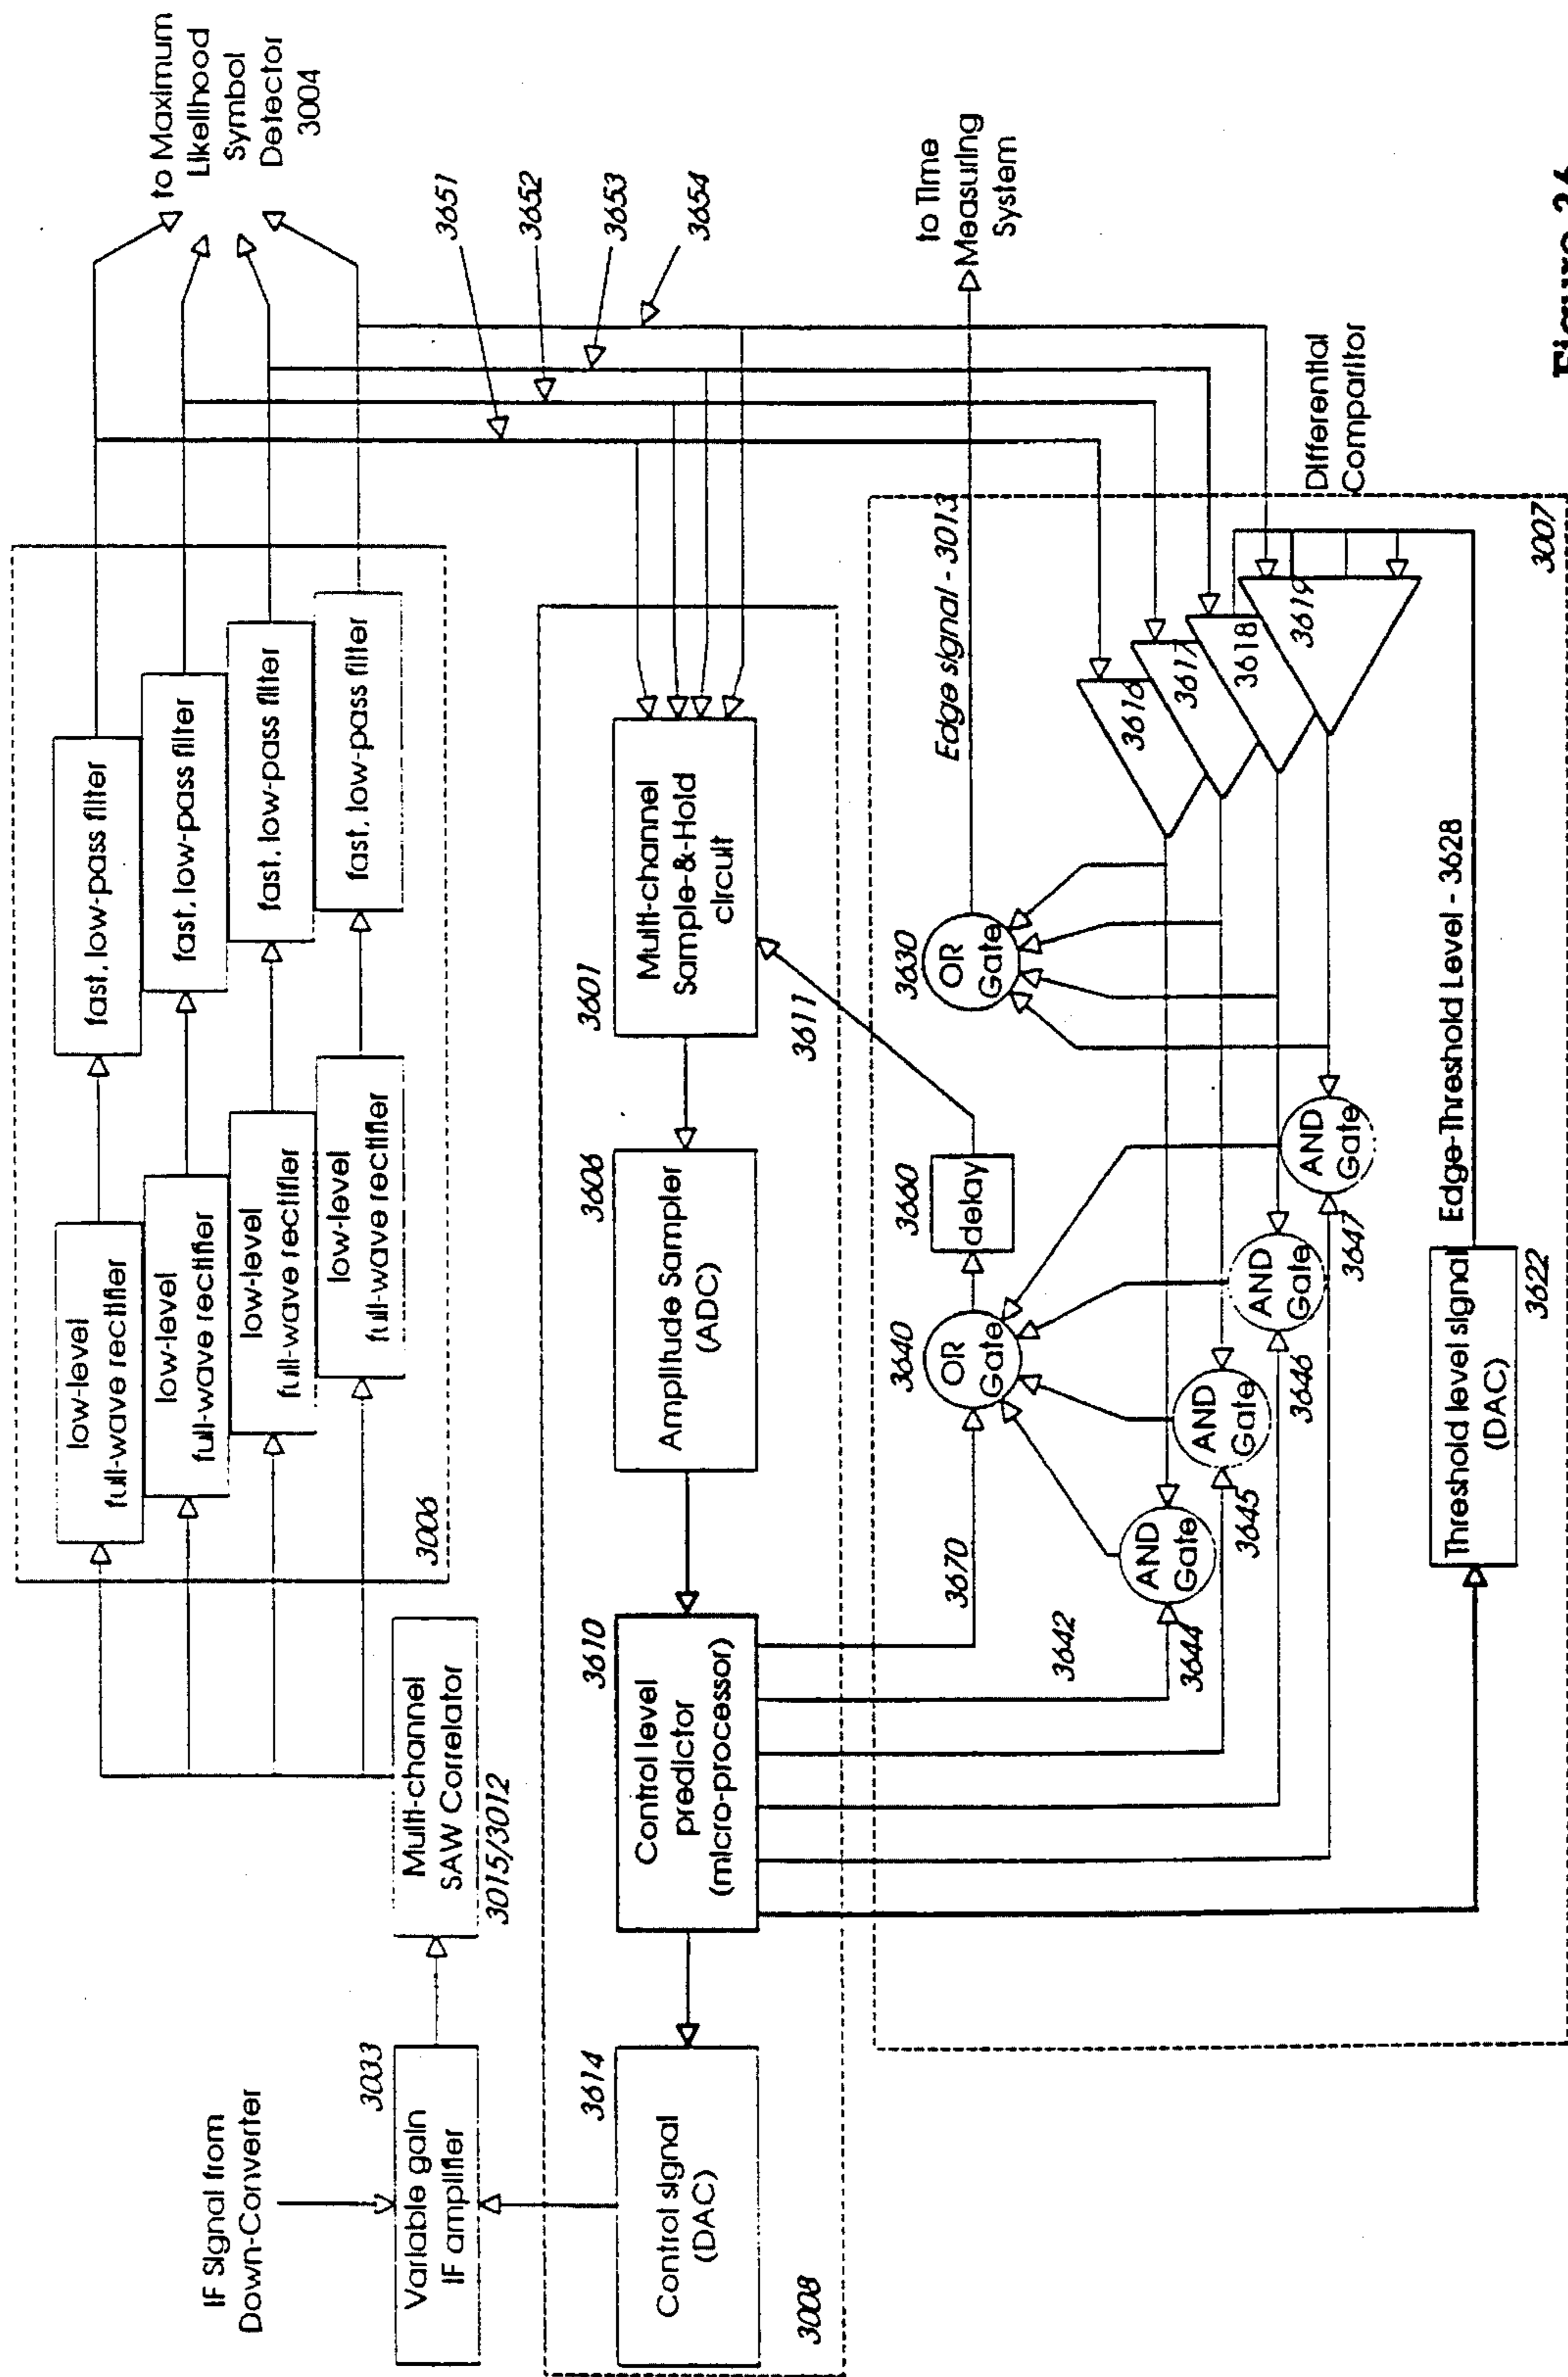 IF Signal from
Down-Converter
3033
Variable gain
IF amplifier
Multi-channel
SAW Correlator
3015/3012
low-level
full-wave rectifier
low-level
full-wave rectifier
low-level
full-wave rectifier
low-level
full-wave rectifier
3006
fast, low-pass filter
fast, low-pass filter
fast, low-pass filter
fast, low-pass filter
to Maximum
Likelihood
Symbol
Detector
3004
3651
3652
3653
3654
3614
Control signal
(DAC)
3008
3610
Control level
predictor
(micro-processor)
3606
Amplitude Sampler
(ADC)
3601
Multi-channel
Sample-&-Hold
circuit
3611
to Time
Measuring
System
Edge signal - 3013
3630
OR
Gate
3660
delay
3640
OR
Gate
3670
3642
AND
Gate
3644
AND
Gate
3645
AND
Gate
3646
AND
Gate
3647
3616
3617
3618
3619
Differential
Comparitor
3007
Threshold level signal
(DAC)
3622
Edge-Threshold Level - 3628